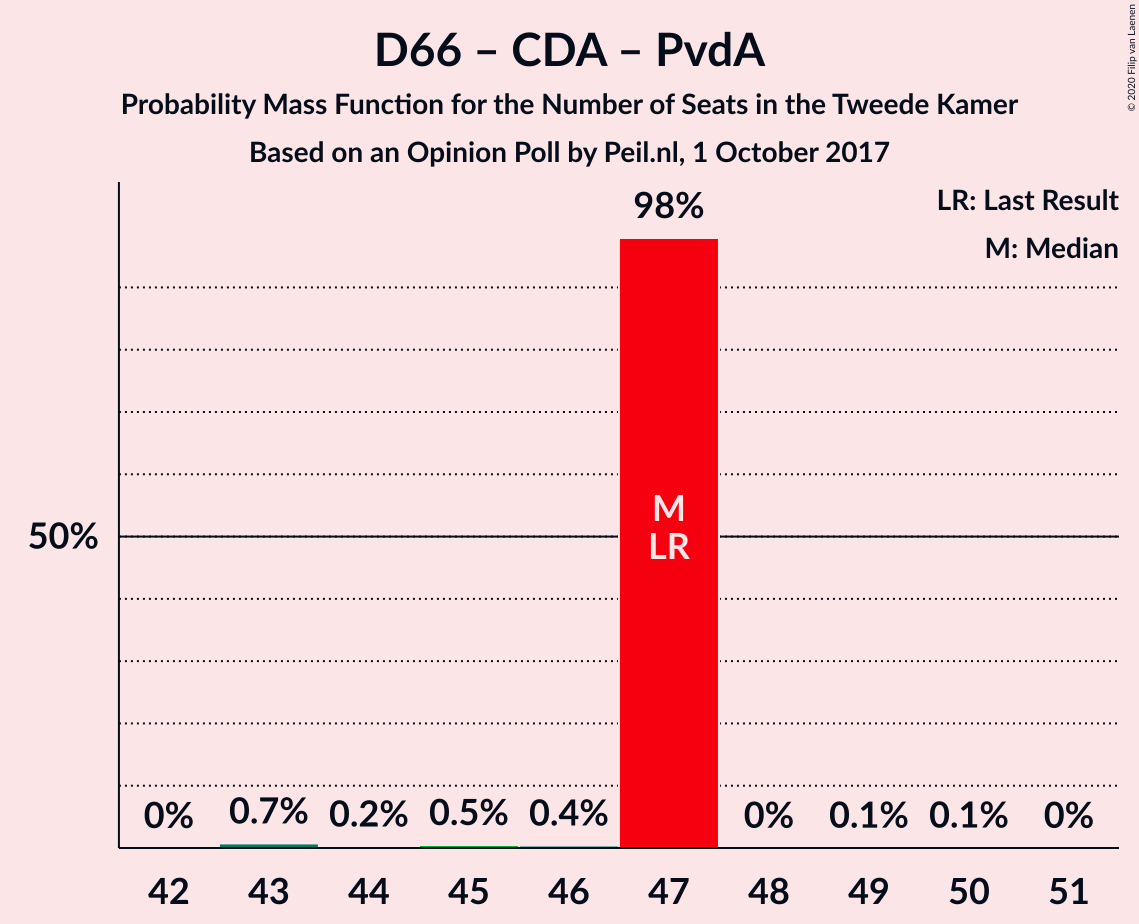 D66 – CDA – PvdA
Probability Mass Function for the Number of Seats in the Tweede Kamer
Based on an Opinion Poll by Peil.nl, 1 October 2017
© 2020 Filip van Laenen
LR: Last Result
M: Median
98%
M
LR
50%
0% 0.7% 0.2% 0.5% 0.4% 0% 0.1% 0.1% 0%
42 43 44 45 46 47 48 49 50 51